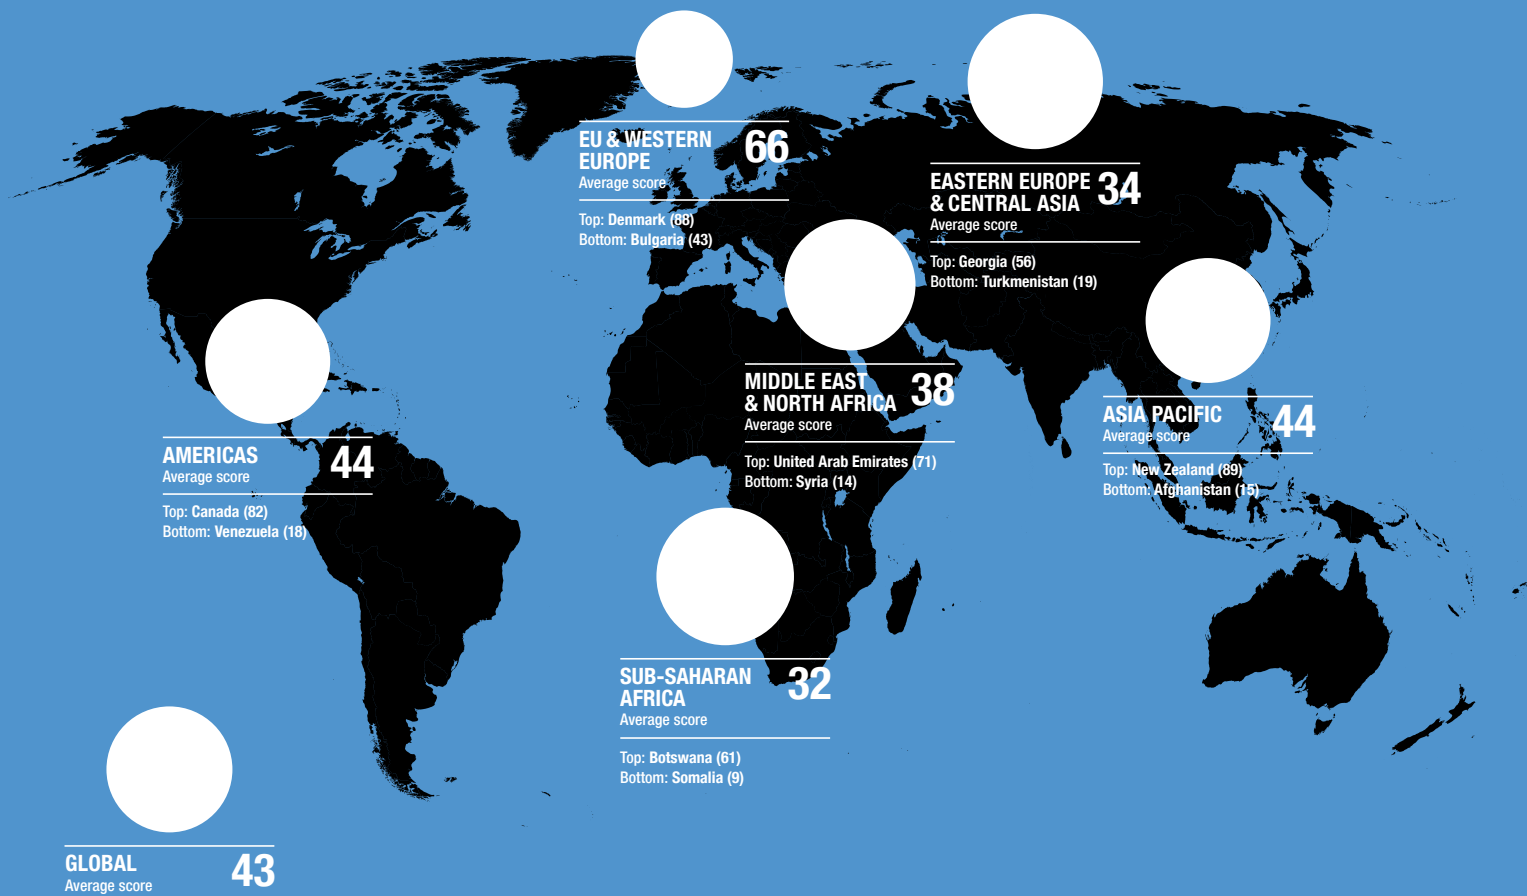 EU & WESTERN
EUROPE
66
Average score
Top: Denmark (88)
Bottom: Bulgaria (43)
EASTERN EUROPE
& CENTRAL ASIA
34
Average score
Top: Georgia (56)
Bottom: Turkmenistan (19)
AMERICAS
44
Average score
Top: Canada (82)
Bottom: Venezuela (18)
MIDDLE EAST
& NORTH AFRICA
38
Average score
Top: United Arab Emirates (71)
Bottom: Syria (14)
ASIA PACIFIC
44
Average score
Top: New Zealand (89)
Bottom: Afghanistan (15)
SUB-SAHARAN
AFRICA
32
Average score
Top: Botswana (61)
Bottom: Somalia (9)
GLOBAL
43
Average score